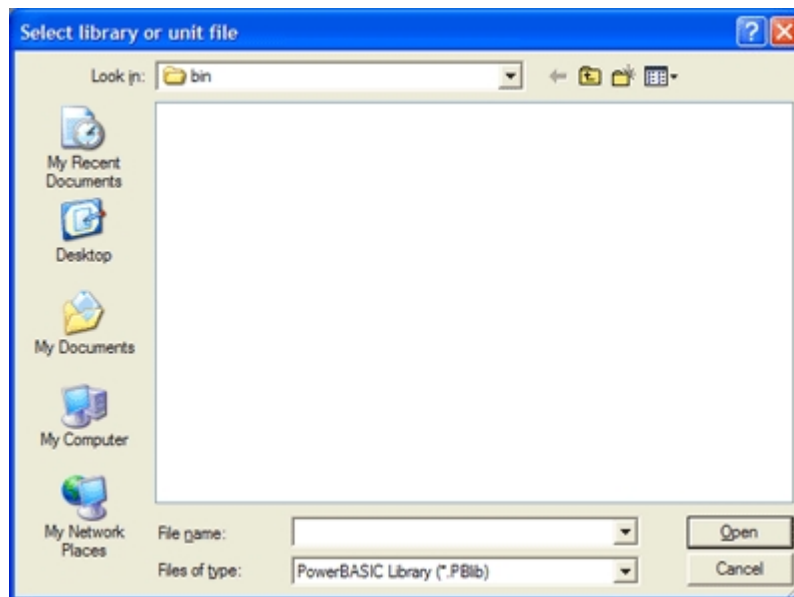 Select library or unit file
Look in:
bin
My Recent
Documents
Desktop
My Documents
My Computer
My Network
Places
File name:
Open
Files of type:
PowerBASIC Library (*.PBlib)
Cancel